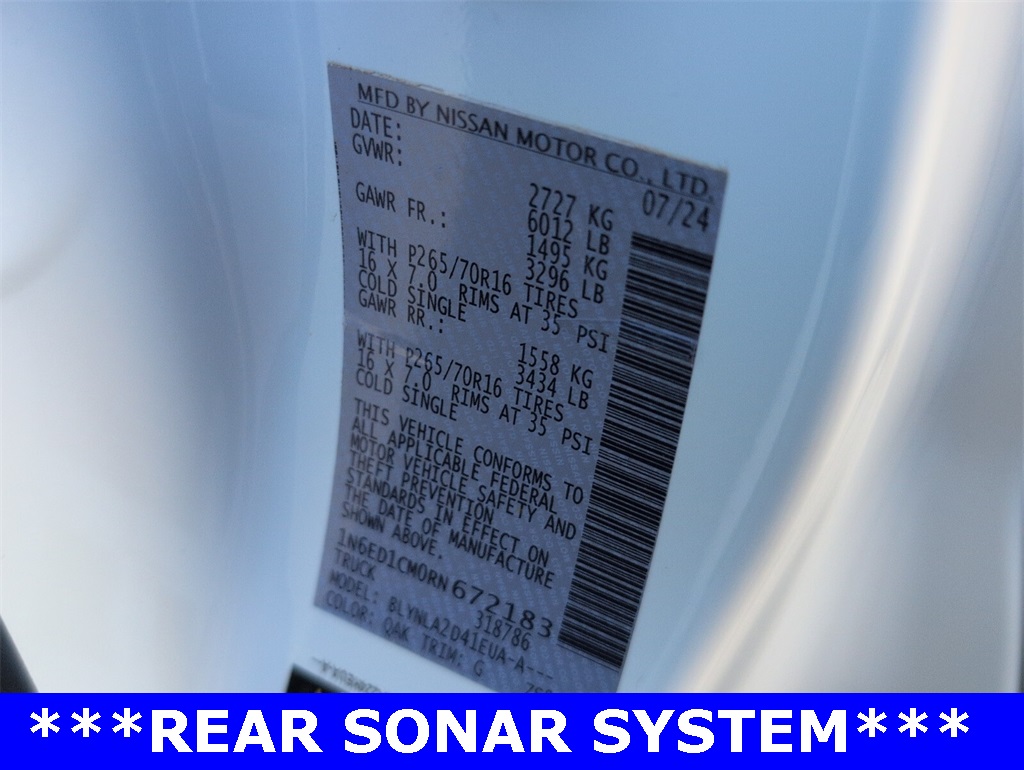 MFD BY NISSAN MOTOR CO., LTD.
DATE: 07/24
GVWR: 2727 KG
6012 LB
GAWR FR.: 1495 KG
3296 LB
WITH P265/70R16 TIRES
16 X 7.0 RIMS AT 35 PSI
COLD SINGLE
GAWR RR.: 1558 KG
3434 LB
WITH P265/70R16 TIRES
16 X 7.0 RIMS AT 35 PSI
COLD SINGLE
THIS VEHICLE CONFORMS TO
ALL APPLICABLE FEDERAL
MOTOR VEHICLE SAFETY AND
THEFT PREVENTION
STANDARDS IN EFFECT ON
THE DATE OF MANUFACTURE
SHOWN ABOVE.
1N6ED1CM0RN672183
TRUCK 318786
MODEL: BLYNLA2D41EUA-A---
COLOR: QAK TRIM: G
***REAR SONAR SYSTEM***